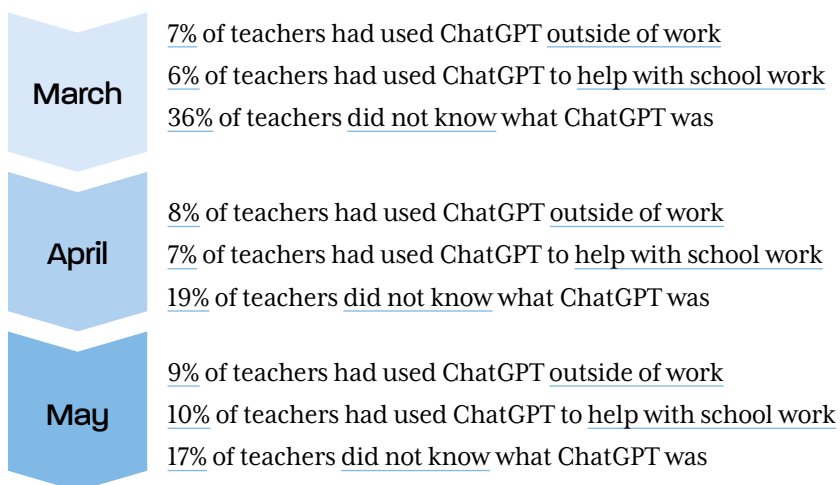 March
7% of teachers had used ChatGPT outside of work
6% of teachers had used ChatGPT to help with school work
36% of teachers did not know what ChatGPT was
April
8% of teachers had used ChatGPT outside of work
7% of teachers had used ChatGPT to help with school work
19% of teachers did not know what ChatGPT was
May
9% of teachers had used ChatGPT outside of work
10% of teachers had used ChatGPT to help with school work
17% of teachers did not know what ChatGPT was